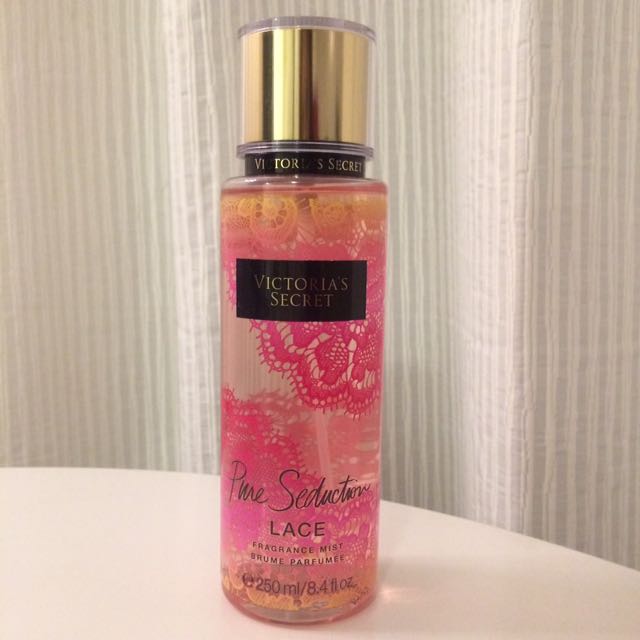 VICTORIA'S SECRET
VICTORIA'S
SECRET
Pure Seduction
LACE
FRAGRANCE MIST
BRUME PARFUMÉE
℮ 250 ml/8.4 fl. oz.